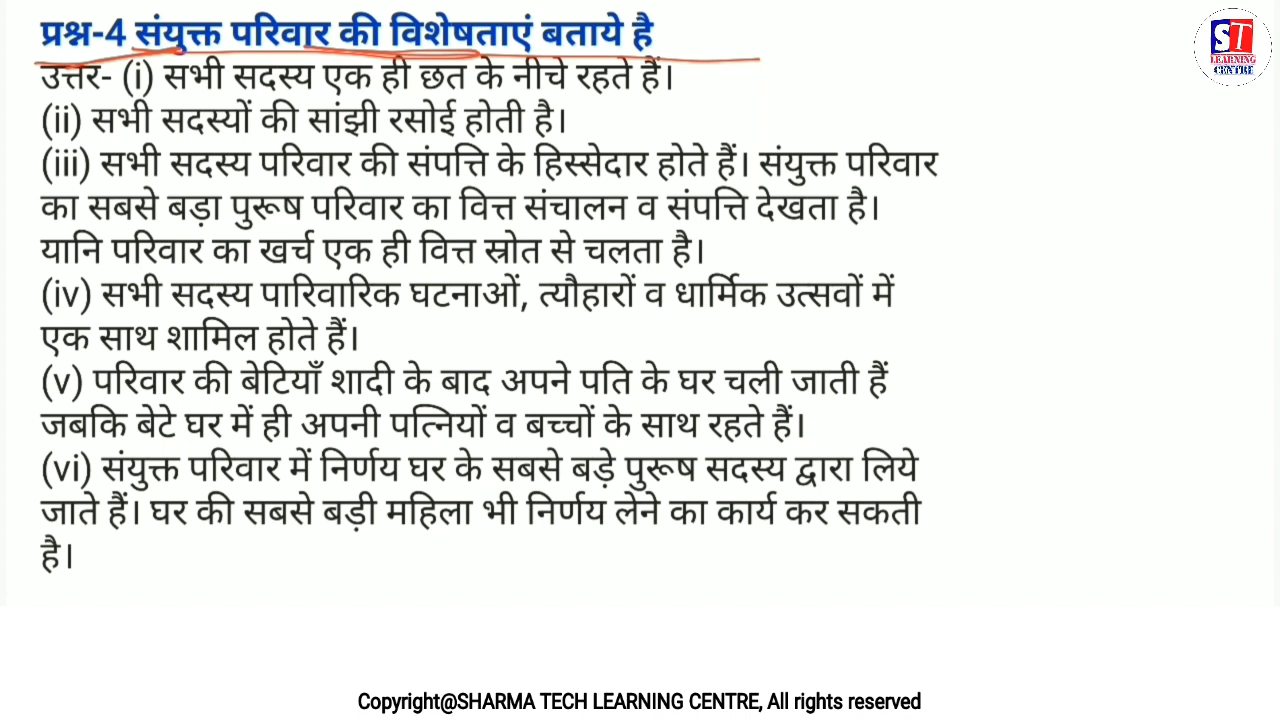 प्रश्न-4 संयुक्त परिवार की विशेषताएं बताये है
उत्तर- (i) सभी सदस्य एक ही छत के नीचे रहते हैं।
(ii) सभी सदस्यों की सांझी रसोई होती है।
(iii) सभी सदस्य परिवार की संपत्ति के हिस्सेदार होते हैं। संयुक्त परिवार
का सबसे बड़ा पुरूष परिवार का वित्त संचालन व संपत्ति देखता है।
यानि परिवार का खर्च एक ही वित्त स्रोत से चलता है।
(iv) सभी सदस्य पारिवारिक घटनाओं, त्यौहारों व धार्मिक उत्सवों में
एक साथ शामिल होते हैं।
(v) परिवार की बेटियाँ शादी के बाद अपने पति के घर चली जाती हैं
जबकि बेटे घर में ही अपनी पत्नियों व बच्चों के साथ रहते हैं।
(vi) संयुक्त परिवार में निर्णय घर के सबसे बड़े पुरूष सदस्य द्वारा लिये
जाते हैं। घर की सबसे बड़ी महिला भी निर्णय लेने का कार्य कर सकती
है।
ST
LEARNING
CENTRE
Copyright@SHARMA TECH LEARNING CENTRE, All rights reserved